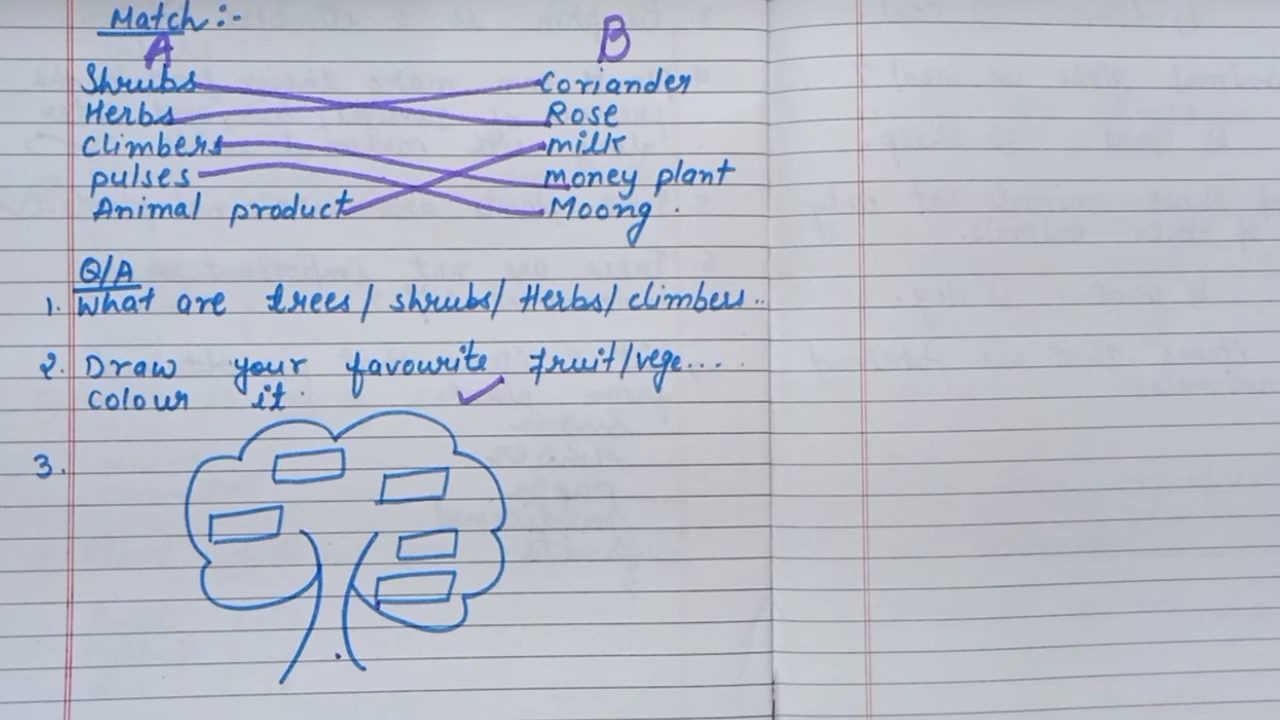 Match :-
A B
Shrubs Coriander
Herbs Rose
Climbers milk
pulses money plant
Animal product Moong .
Q/A
1. What are trees / shrubs / Herbs / climbers ..
2. Draw your favourite fruit/vege...
Colour it.
3.